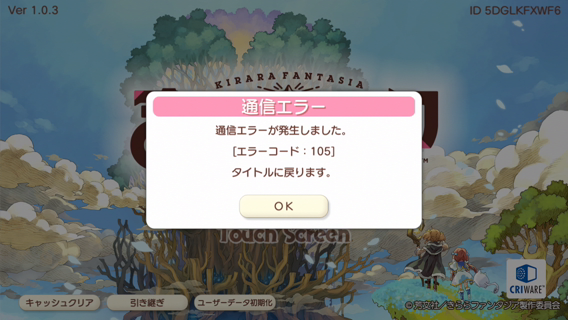 Ver 1.0.3
ID 5DGLKFXWF6
KIRARA FANTASIA
通信エラー
通信エラーが発生しました。
[エラーコード：105]
タイトルに戻ります。
OK
TM
Touch Screen
キャッシュクリア
引き継ぎ
ユーザーデータ初期化
CRIWARE
©芳文社／きららファンタジア製作委員会